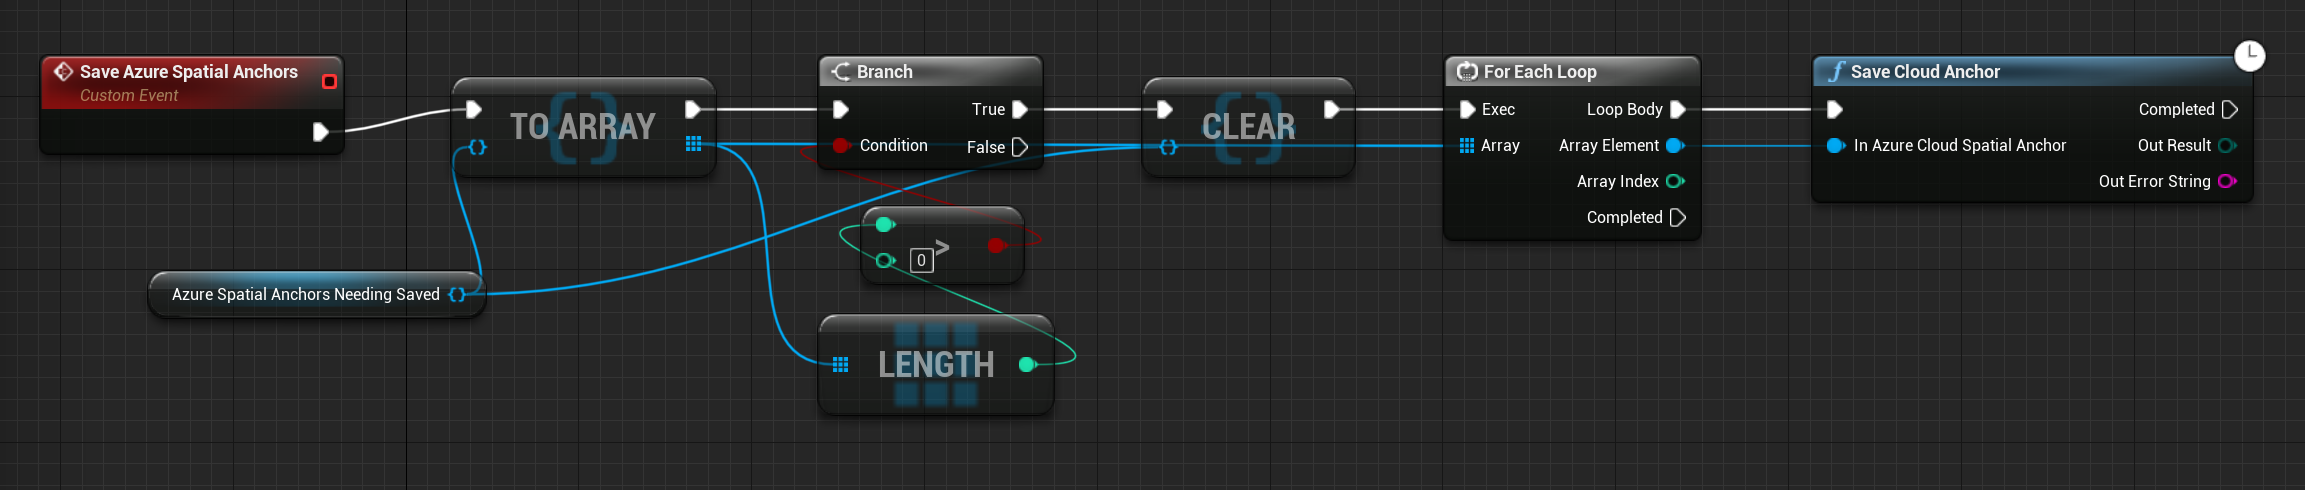 Save Azure Spatial Anchors
Custom Event
TO ARRAY
Azure Spatial Anchors Needing Saved
Branch
True
Condition
False
>
0
LENGTH
CLEAR
For Each Loop
Exec
Loop Body
Array
Array Element
Array Index
Completed
f Save Cloud Anchor
Completed
In Azure Cloud Spatial Anchor
Out Result
Out Error String